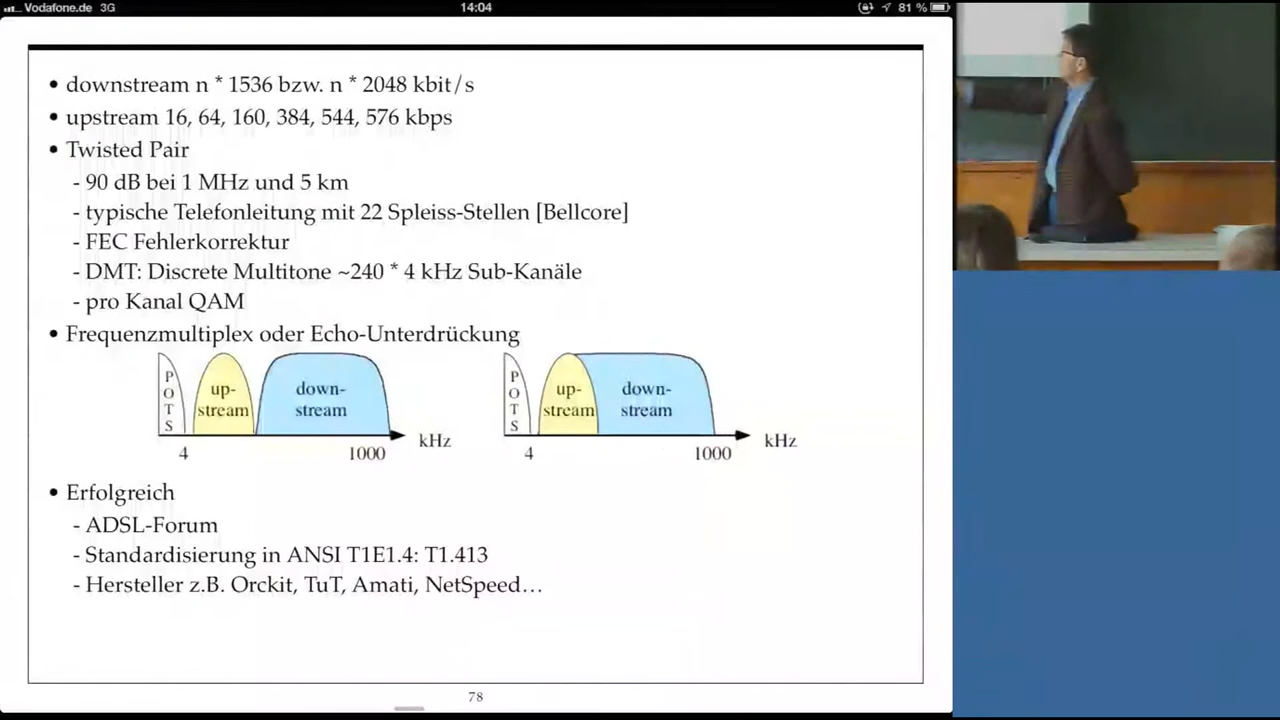 Vodafone.de 3G 14:04 81 %
• downstream n * 1536 bzw. n * 2048 kbit/s
• upstream 16, 64, 160, 384, 544, 576 kbps
• Twisted Pair
- 90 dB bei 1 MHz und 5 km
- typische Telefonleitung mit 22 Spleiss-Stellen [Bellcore]
- FEC Fehlerkorrektur
- DMT: Discrete Multitone ~240 * 4 kHz Sub-Kanäle
- pro Kanal QAM
• Frequenzmultiplex oder Echo-Unterdrückung
POTS
up-
stream
down-
stream
kHz
4 1000
POTS
up-
stream
down-
stream
kHz
4 1000
• Erfolgreich
- ADSL-Forum
- Standardisierung in ANSI T1E1.4: T1.413
- Hersteller z.B. Orckit, TuT, Amati, NetSpeed…
78